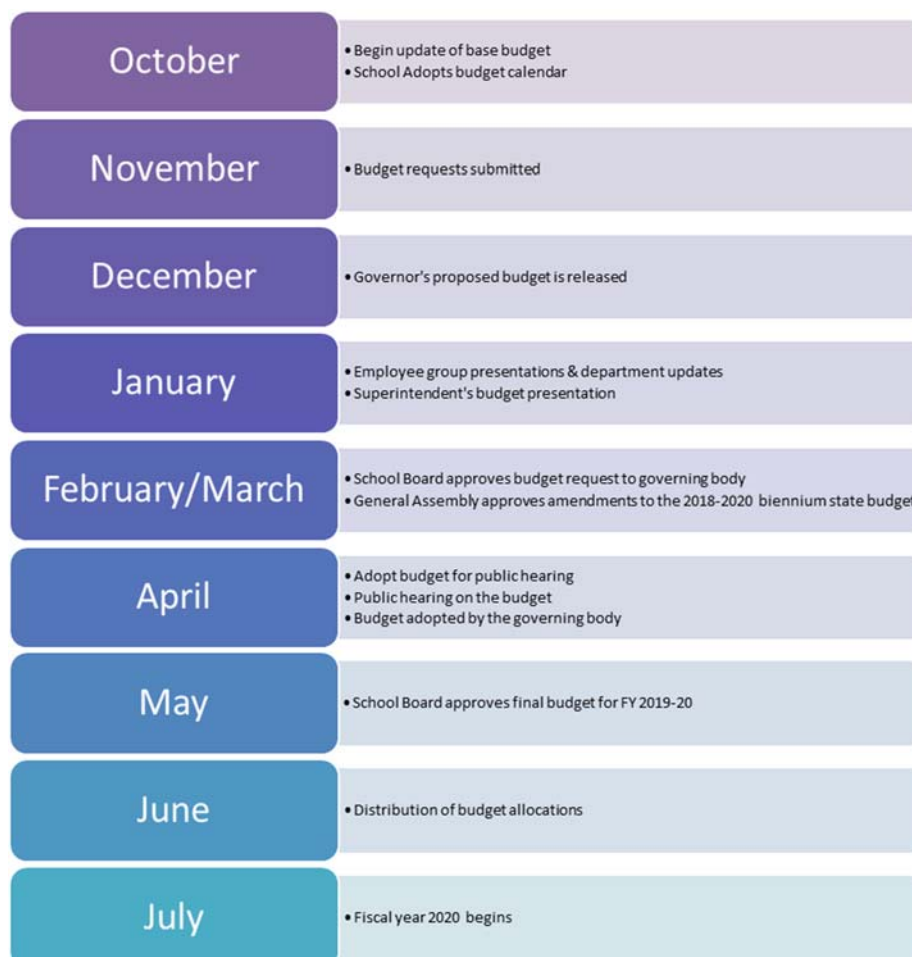 October
• Begin update of base budget
• School Adopts budget calendar
November
• Budget requests submitted
December
• Governor's proposed budget is released
January
• Employee group presentations & department updates
• Superintendent's budget presentation
February/March
• School Board approves budget request to governing body
• General Assembly approves amendments to the 2018-2020 biennium state budget
April
• Adopt budget for public hearing
• Public hearing on the budget
• Budget adopted by the governing body
May
• School Board approves final budget for FY 2019-20
June
• Distribution of budget allocations
July
• Fiscal year 2020 begins